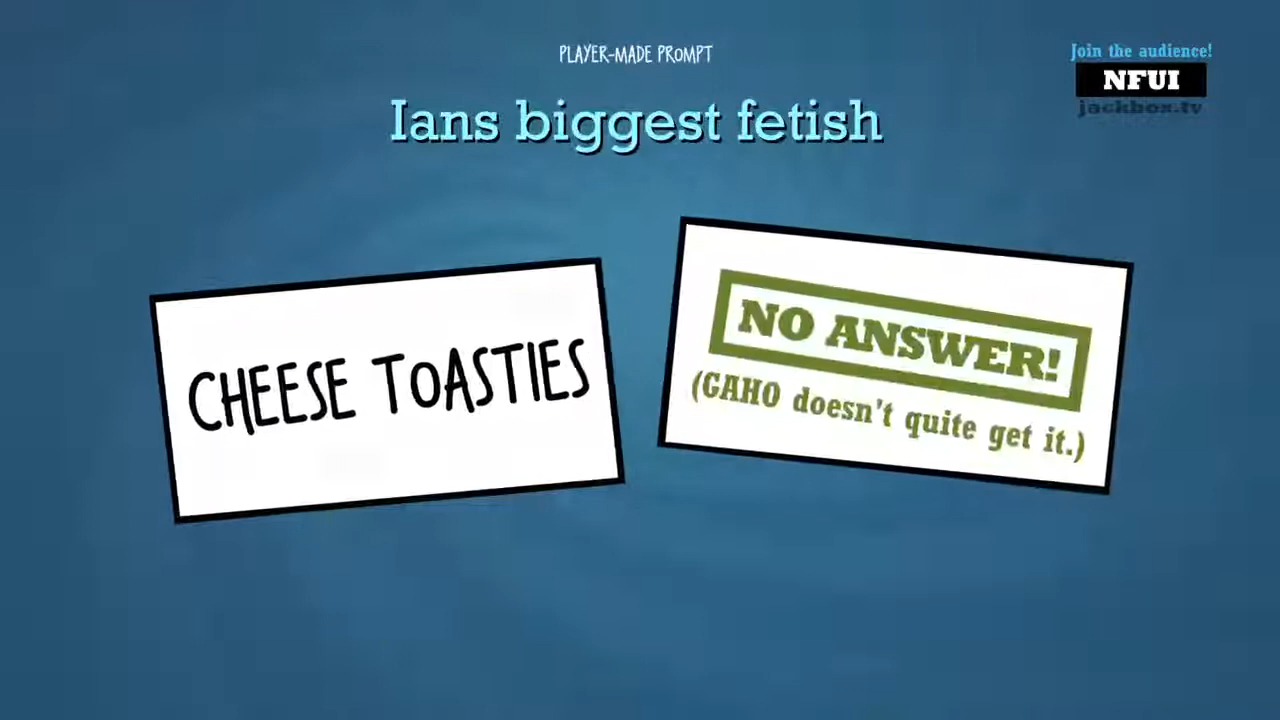 PLAYER-MADE PROMPT
Join the audience!
NFUI
jackbox.tv
Ians biggest fetish
CHEESE TOASTIES
NO ANSWER!
(GAHO doesn't quite get it.)